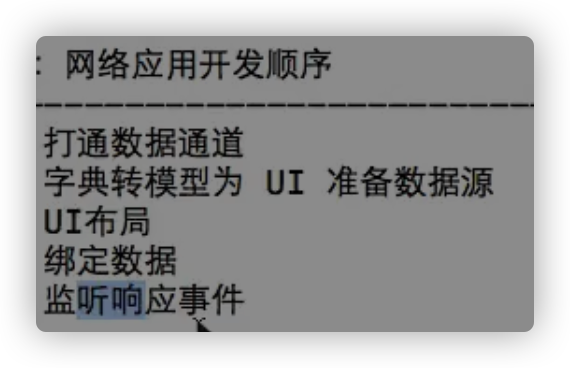 : 网络应用开发顺序
打通数据通道
字典转模型为 UI 准备数据源
UI布局
绑定数据
监听响应事件